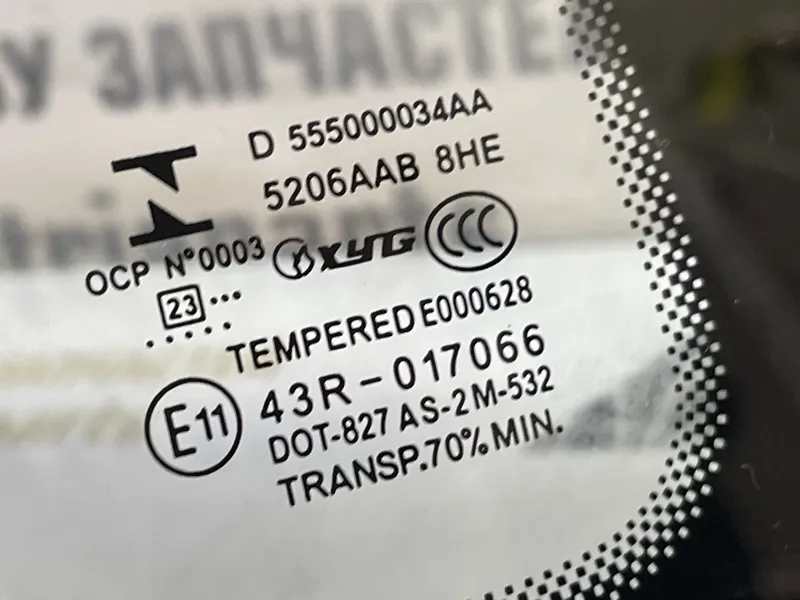 ЗАПЧАСТЕ
D 555000034AA
5206AAB 8HE
OCP N°0003 XYG CCC
23
TEMPERED E000628
E11 43R-017066
DOT-827 AS-2 M-532
TRANSP.70% MIN.